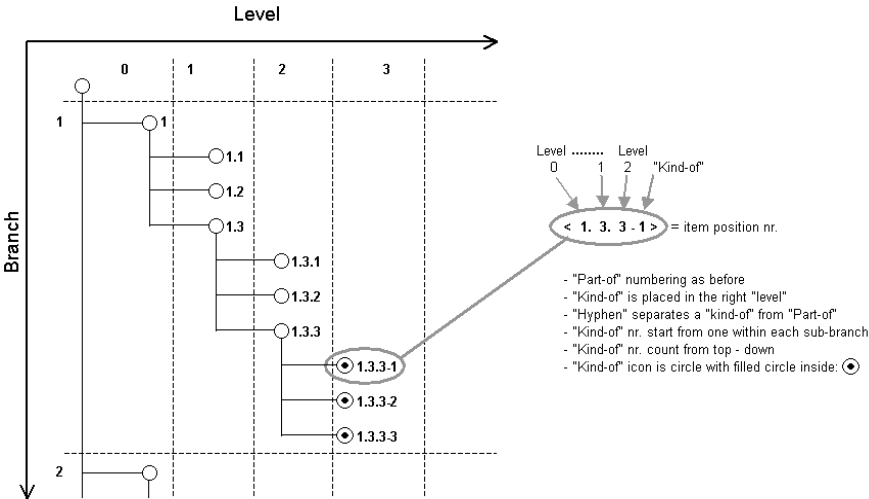 Level
0 1 2 3
1 1
1.1
1.2
1.3
1.3.1
1.3.2
1.3.3
1.3.3-1
1.3.3-2
1.3.3-3
2
Branch
Level ........ Level
0 1 2 "Kind-of"
< 1. 3. 3 - 1 > = item position nr.
- "Part-of" numbering as before
- "Kind-of" is placed in the right "level"
- "Hyphen" separates a "kind-of" from "Part-of"
- "Kind-of" nr. start from one within each sub-branch
- "Kind-of" nr. count from top - down
- "Kind-of" icon is circle with filled circle inside: